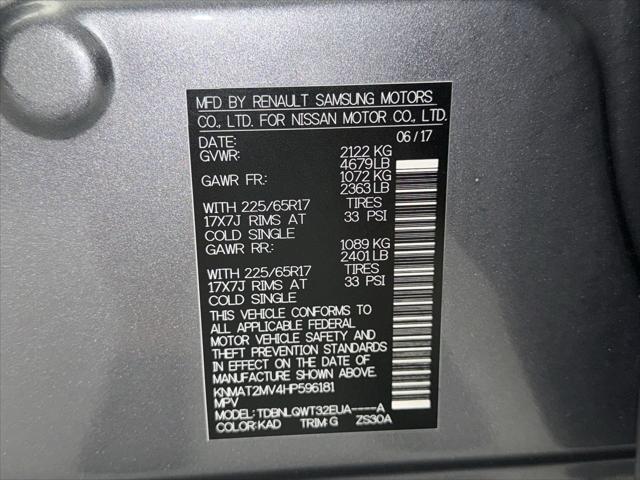 MFD BY RENAULT SAMSUNG MOTORS
CO., LTD. FOR NISSAN MOTOR CO., LTD.
DATE: 06/17
GVWR: 2122 KG
4679 LB
GAWR FR: 1072 KG
2363 LB
WITH 225/65R17 TIRES
17X7J RIMS AT 33 PSI
COLD SINGLE
GAWR RR: 1089 KG
2401 LB
WITH 225/65R17 TIRES
17X7J RIMS AT 33 PSI
COLD SINGLE
THIS VEHICLE CONFORMS TO
ALL APPLICABLE FEDERAL
MOTOR VEHICLE SAFETY AND
THEFT PREVENTION STANDARDS
IN EFFECT ON THE DATE OF
MANUFACTURE SHOWN ABOVE.
KNMAT2MV4HP596181
MPV
MODEL: TDBNLQWT32EUA----A
COLOR: KAD TRIM: G ZS30A